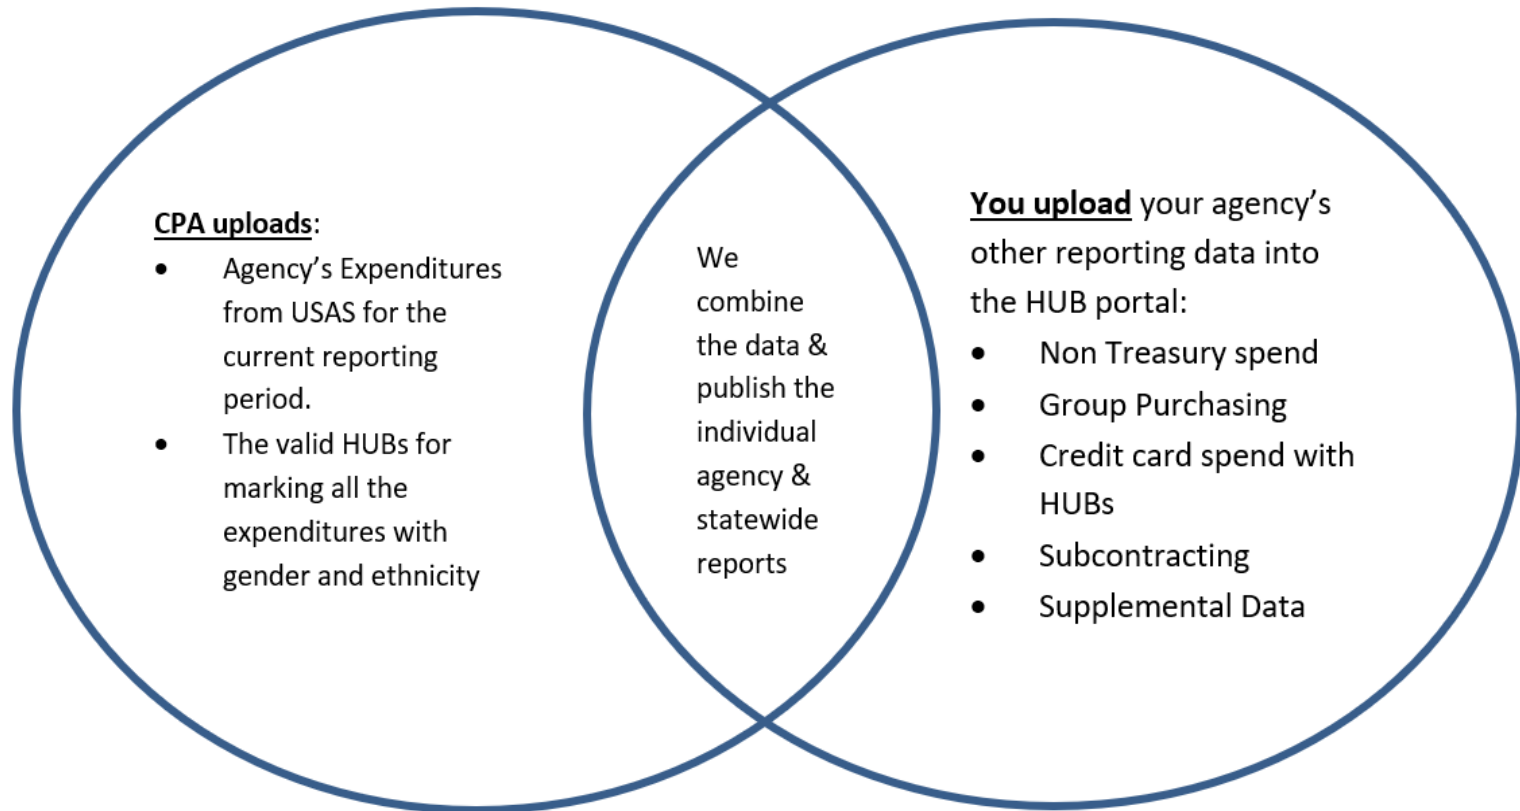 CPA uploads:
• Agency’s Expenditures
from USAS for the
current reporting
period.
• The valid HUBs for
marking all the
expenditures with
gender and ethnicity
We
combine
the data &
publish the
individual
agency &
statewide
reports
You upload your agency’s
other reporting data into
the HUB portal:
• Non Treasury spend
• Group Purchasing
• Credit card spend with
HUBs
• Subcontracting
• Supplemental Data